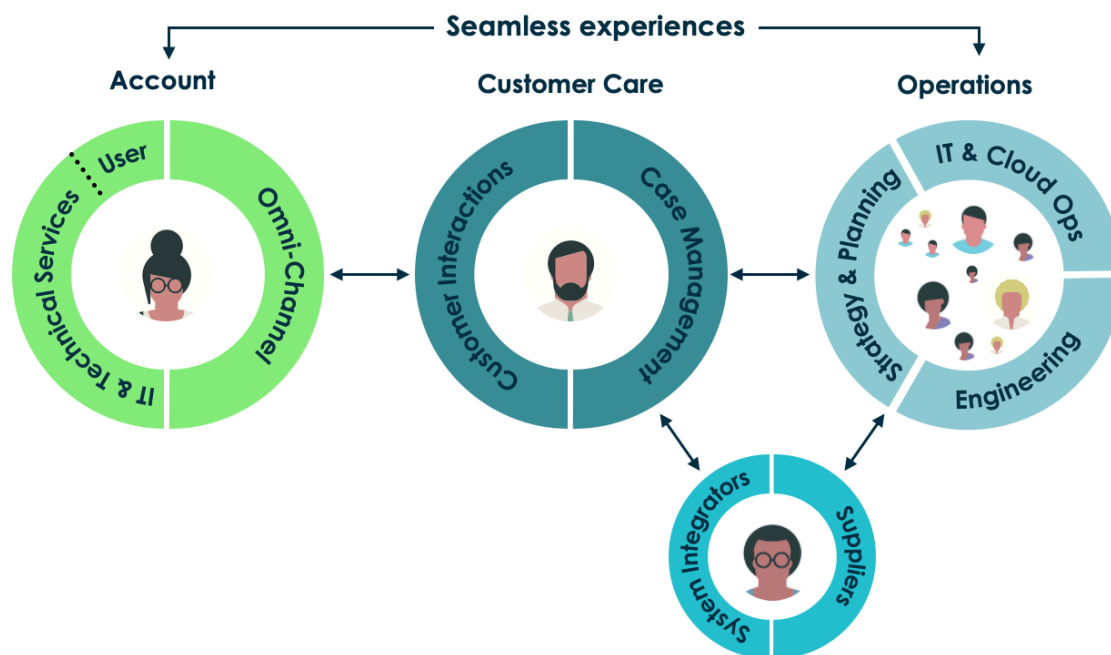 Seamless experiences
Account
Customer Care
Operations
User
IT & Technical Services
Omni-Channel
Customer Interactions
Case Management
Strategy & Planning
IT & Cloud Ops
Engineering
System Integrators
Suppliers